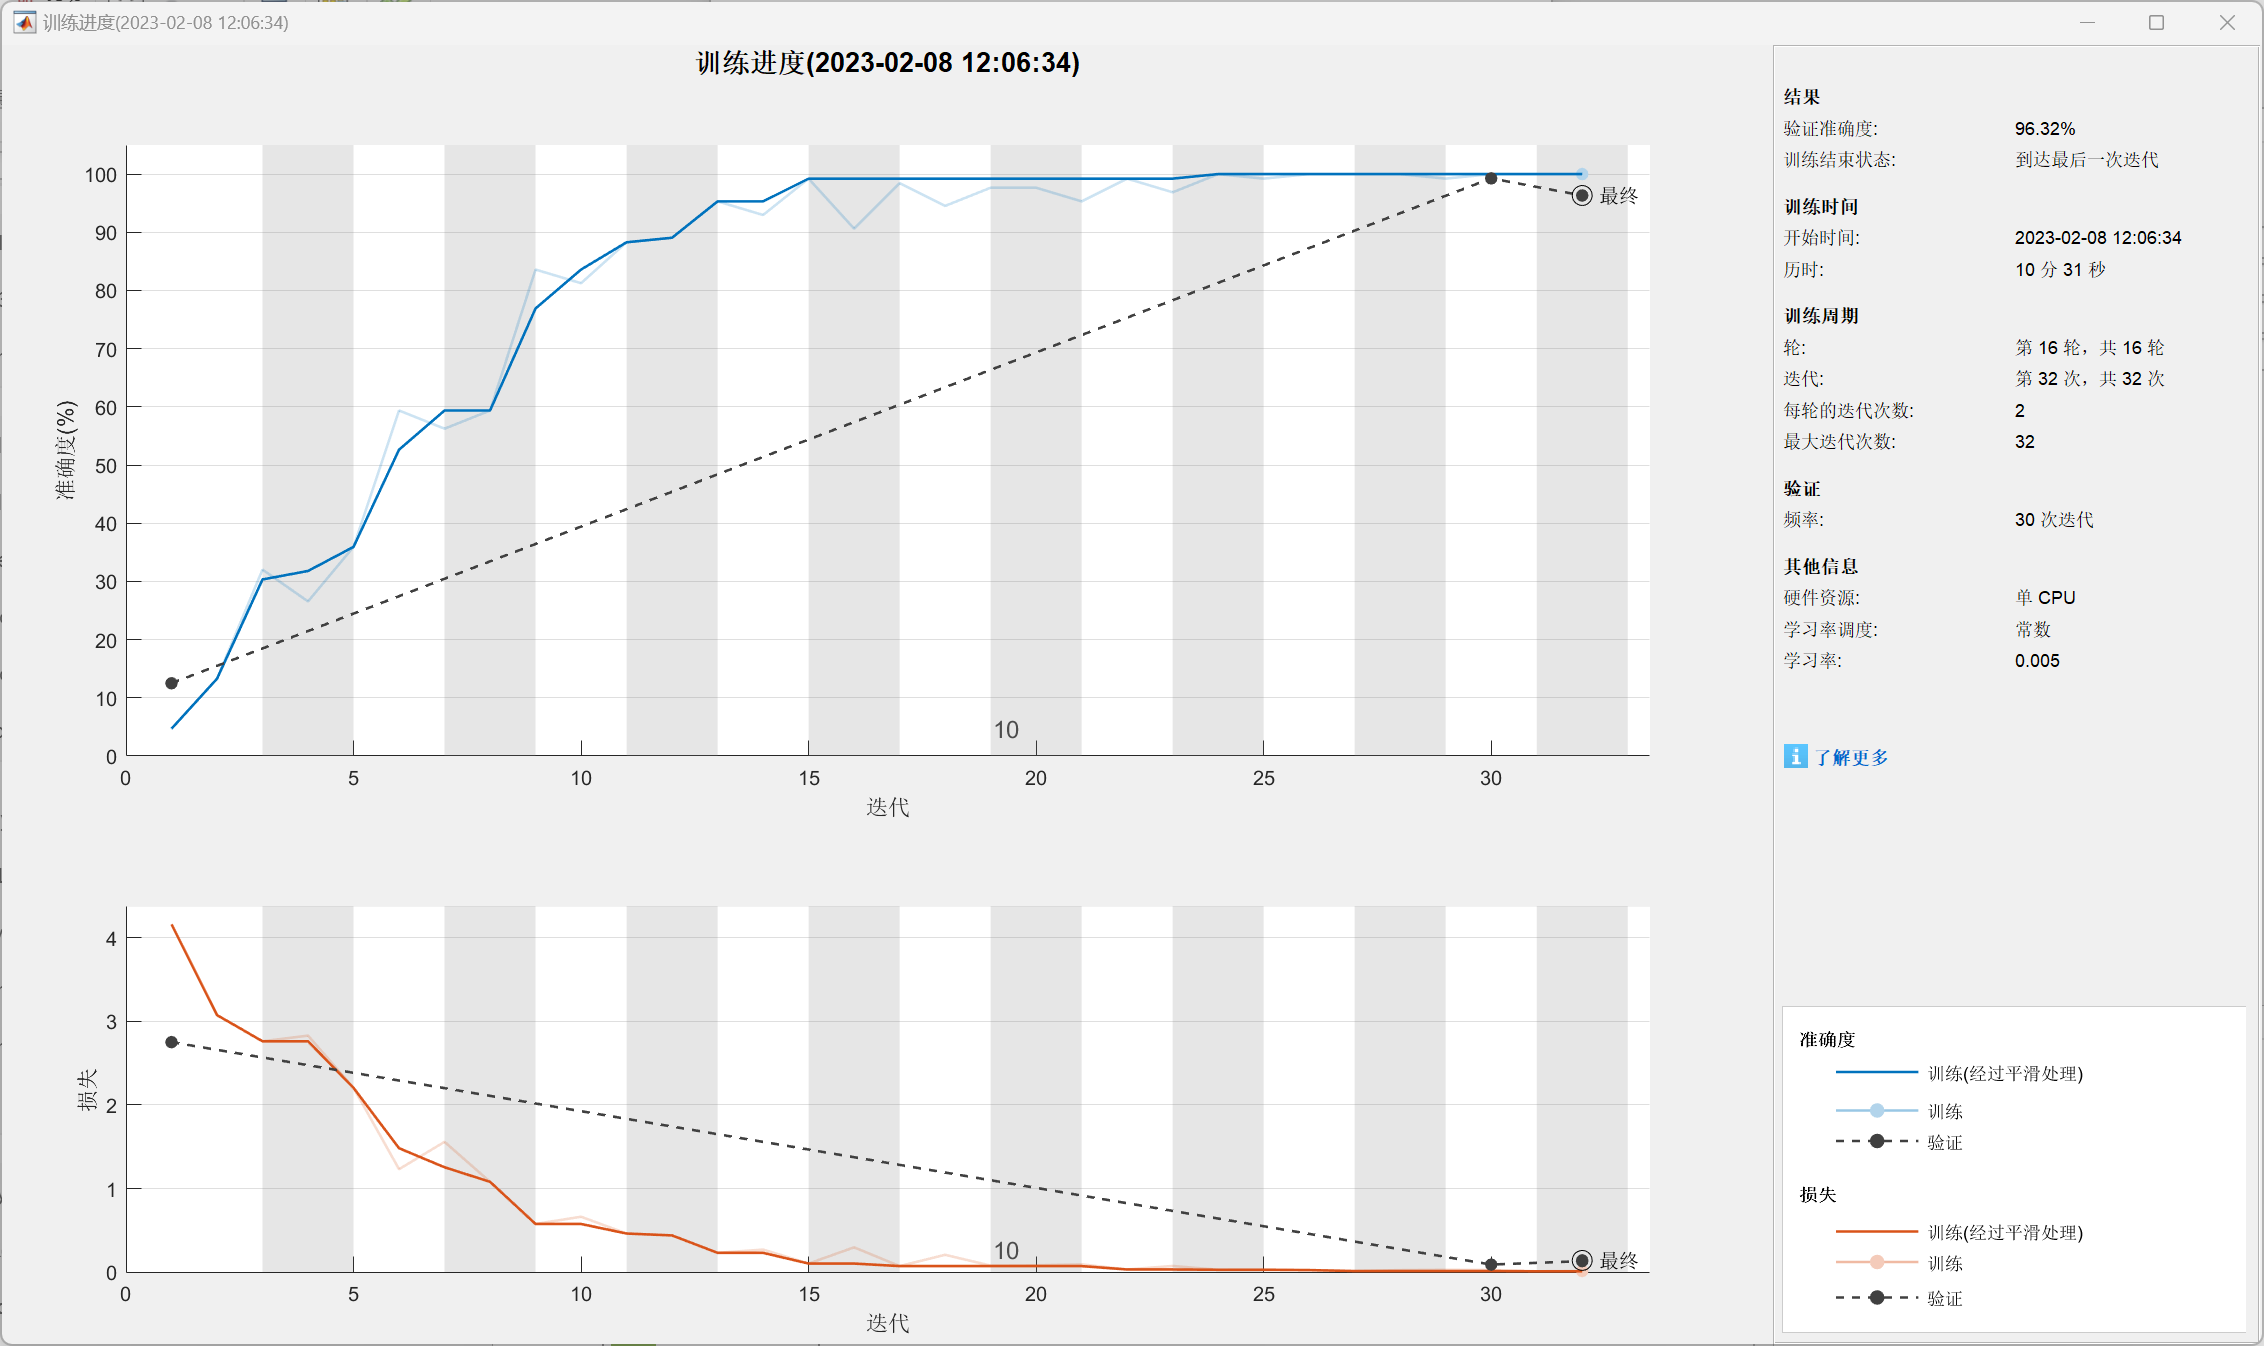 训练进度(2023-02-08 12:06:34)
训练进度(2023-02-08 12:06:34)
100
90
80
70
60
50
40
30
20
10
0
准确度(%)
最终
10
0 5 10 15 20 25 30
迭代
4
3
2
1
0
损失
10
最终
0 5 10 15 20 25 30
迭代
结果
验证准确度: 96.32%
训练结束状态: 到达最后一次迭代
训练时间
开始时间: 2023-02-08 12:06:34
历时: 10 分 31 秒
训练周期
轮: 第 16 轮，共 16 轮
迭代: 第 32 次，共 32 次
每轮的迭代次数: 2
最大迭代次数: 32
验证
频率: 30 次迭代
其他信息
硬件资源: 单 CPU
学习率调度: 常数
学习率: 0.005
i 了解更多
准确度
训练(经过平滑处理)
训练
验证
损失
训练(经过平滑处理)
训练
验证